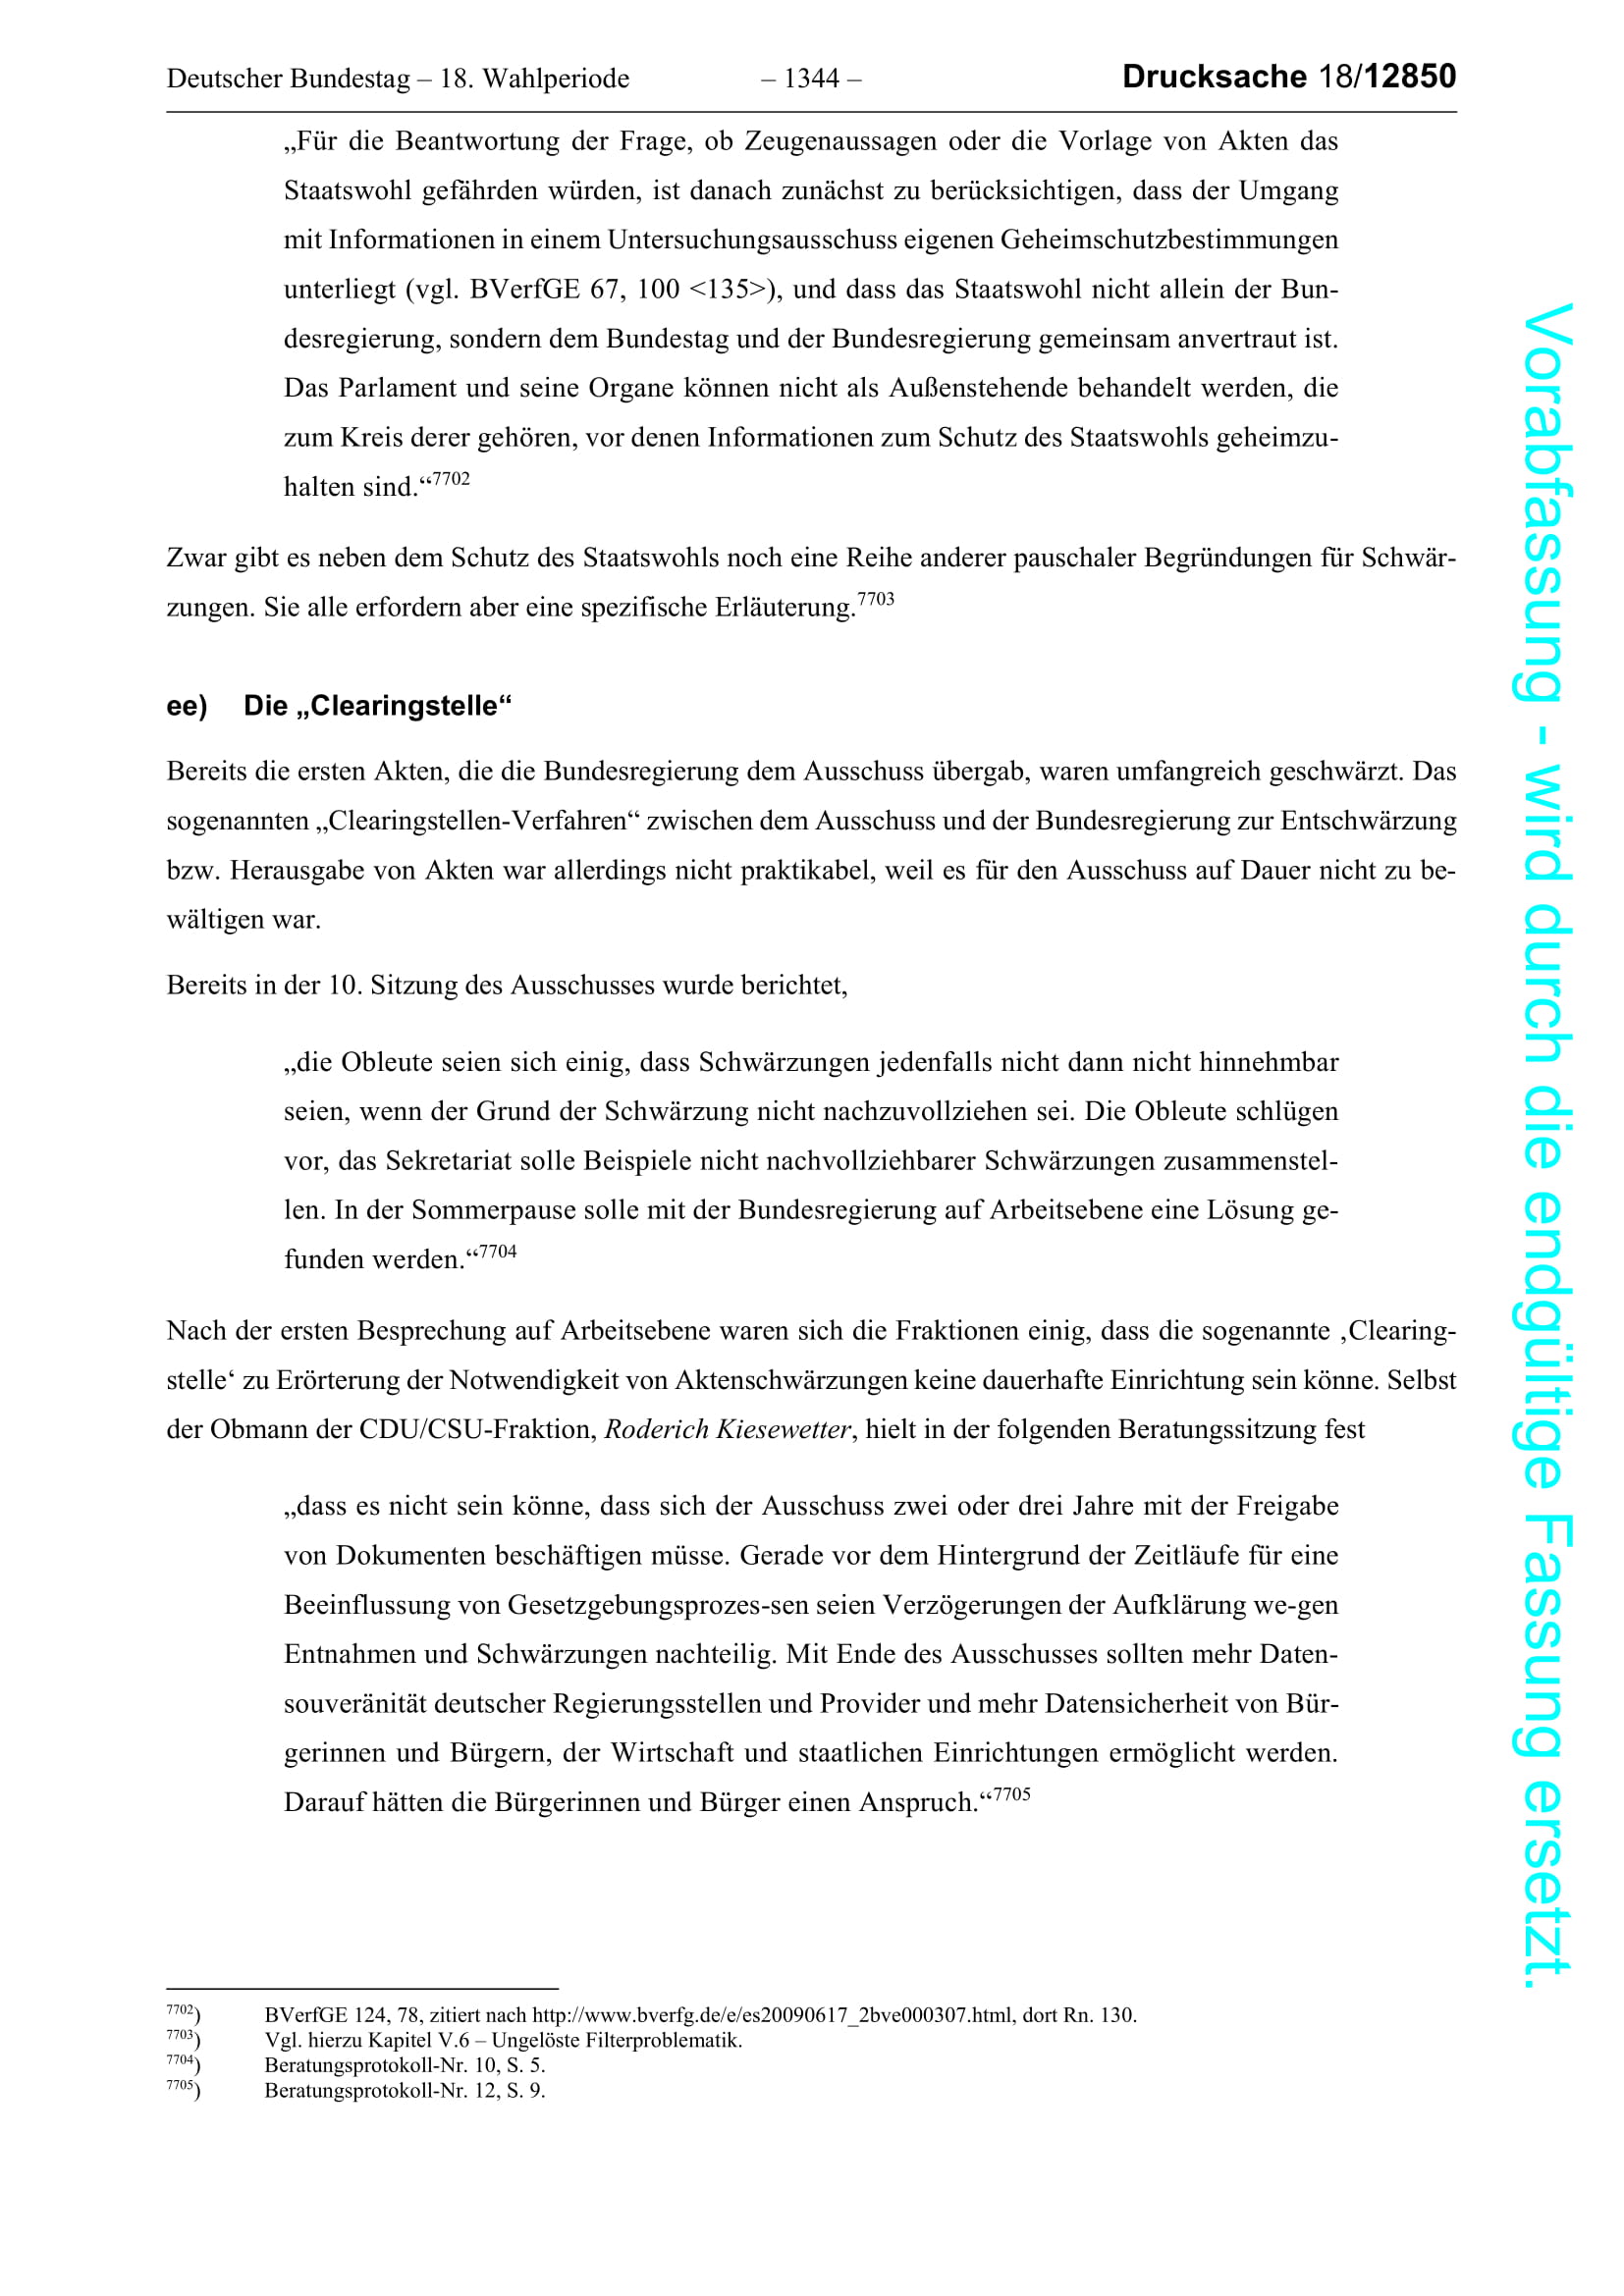 Deutscher Bundestag – 18. Wahlperiode – 1344 – Drucksache 18/12850
„Für die Beantwortung der Frage, ob Zeugenaussagen oder die Vorlage von Akten das
Staatswohl gefährden würden, ist danach zunächst zu berücksichtigen, dass der Umgang
mit Informationen in einem Untersuchungsausschuss eigenen Geheimschutzbestimmungen
unterliegt (vgl. BVerfGE 67, 100 <135>), und dass das Staatswohl nicht allein der Bun-
desregierung, sondern dem Bundestag und der Bundesregierung gemeinsam anvertraut ist.
Das Parlament und seine Organe können nicht als Außenstehende behandelt werden, die
zum Kreis derer gehören, vor denen Informationen zum Schutz des Staatswohls geheimzu-
halten sind.“7702
Zwar gibt es neben dem Schutz des Staatswohls noch eine Reihe anderer pauschaler Begründungen für Schwär-
zungen. Sie alle erfordern aber eine spezifische Erläuterung.7703
ee) Die „Clearingstelle“
Bereits die ersten Akten, die die Bundesregierung dem Ausschuss übergab, waren umfangreich geschwärzt. Das
sogenannten „Clearingstellen-Verfahren“ zwischen dem Ausschuss und der Bundesregierung zur Entschwärzung
bzw. Herausgabe von Akten war allerdings nicht praktikabel, weil es für den Ausschuss auf Dauer nicht zu be-
wältigen war.
Bereits in der 10. Sitzung des Ausschusses wurde berichtet,
„die Obleute seien sich einig, dass Schwärzungen jedenfalls nicht dann nicht hinnehmbar
seien, wenn der Grund der Schwärzung nicht nachzuvollziehen sei. Die Obleute schlügen
vor, das Sekretariat solle Beispiele nicht nachvollziehbarer Schwärzungen zusammenstel-
len. In der Sommerpause solle mit der Bundesregierung auf Arbeitsebene eine Lösung ge-
funden werden.“7704
Nach der ersten Besprechung auf Arbeitsebene waren sich die Fraktionen einig, dass die sogenannte ‚Clearing-
stelle‘ zu Erörterung der Notwendigkeit von Aktenschwärzungen keine dauerhafte Einrichtung sein könne. Selbst
der Obmann der CDU/CSU-Fraktion, Roderich Kiesewetter, hielt in der folgenden Beratungssitzung fest
„dass es nicht sein könne, dass sich der Ausschuss zwei oder drei Jahre mit der Freigabe
von Dokumenten beschäftigen müsse. Gerade vor dem Hintergrund der Zeitläufe für eine
Beeinflussung von Gesetzgebungsprozes-sen seien Verzögerungen der Aufklärung we-gen
Entnahmen und Schwärzungen nachteilig. Mit Ende des Ausschusses sollten mehr Daten-
souveränität deutscher Regierungsstellen und Provider und mehr Datensicherheit von Bür-
gerinnen und Bürgern, der Wirtschaft und staatlichen Einrichtungen ermöglicht werden.
Darauf hätten die Bürgerinnen und Bürger einen Anspruch.“7705
7702) BVerfGE 124, 78, zitiert nach http://www.bverfg.de/e/es20090617_2bve000307.html, dort Rn. 130.
7703) Vgl. hierzu Kapitel V.6 – Ungelöste Filterproblematik.
7704) Beratungsprotokoll-Nr. 10, S. 5.
7705) Beratungsprotokoll-Nr. 12, S. 9.
Vorabfassung - wird durch die endgültige Fassung ersetzt.